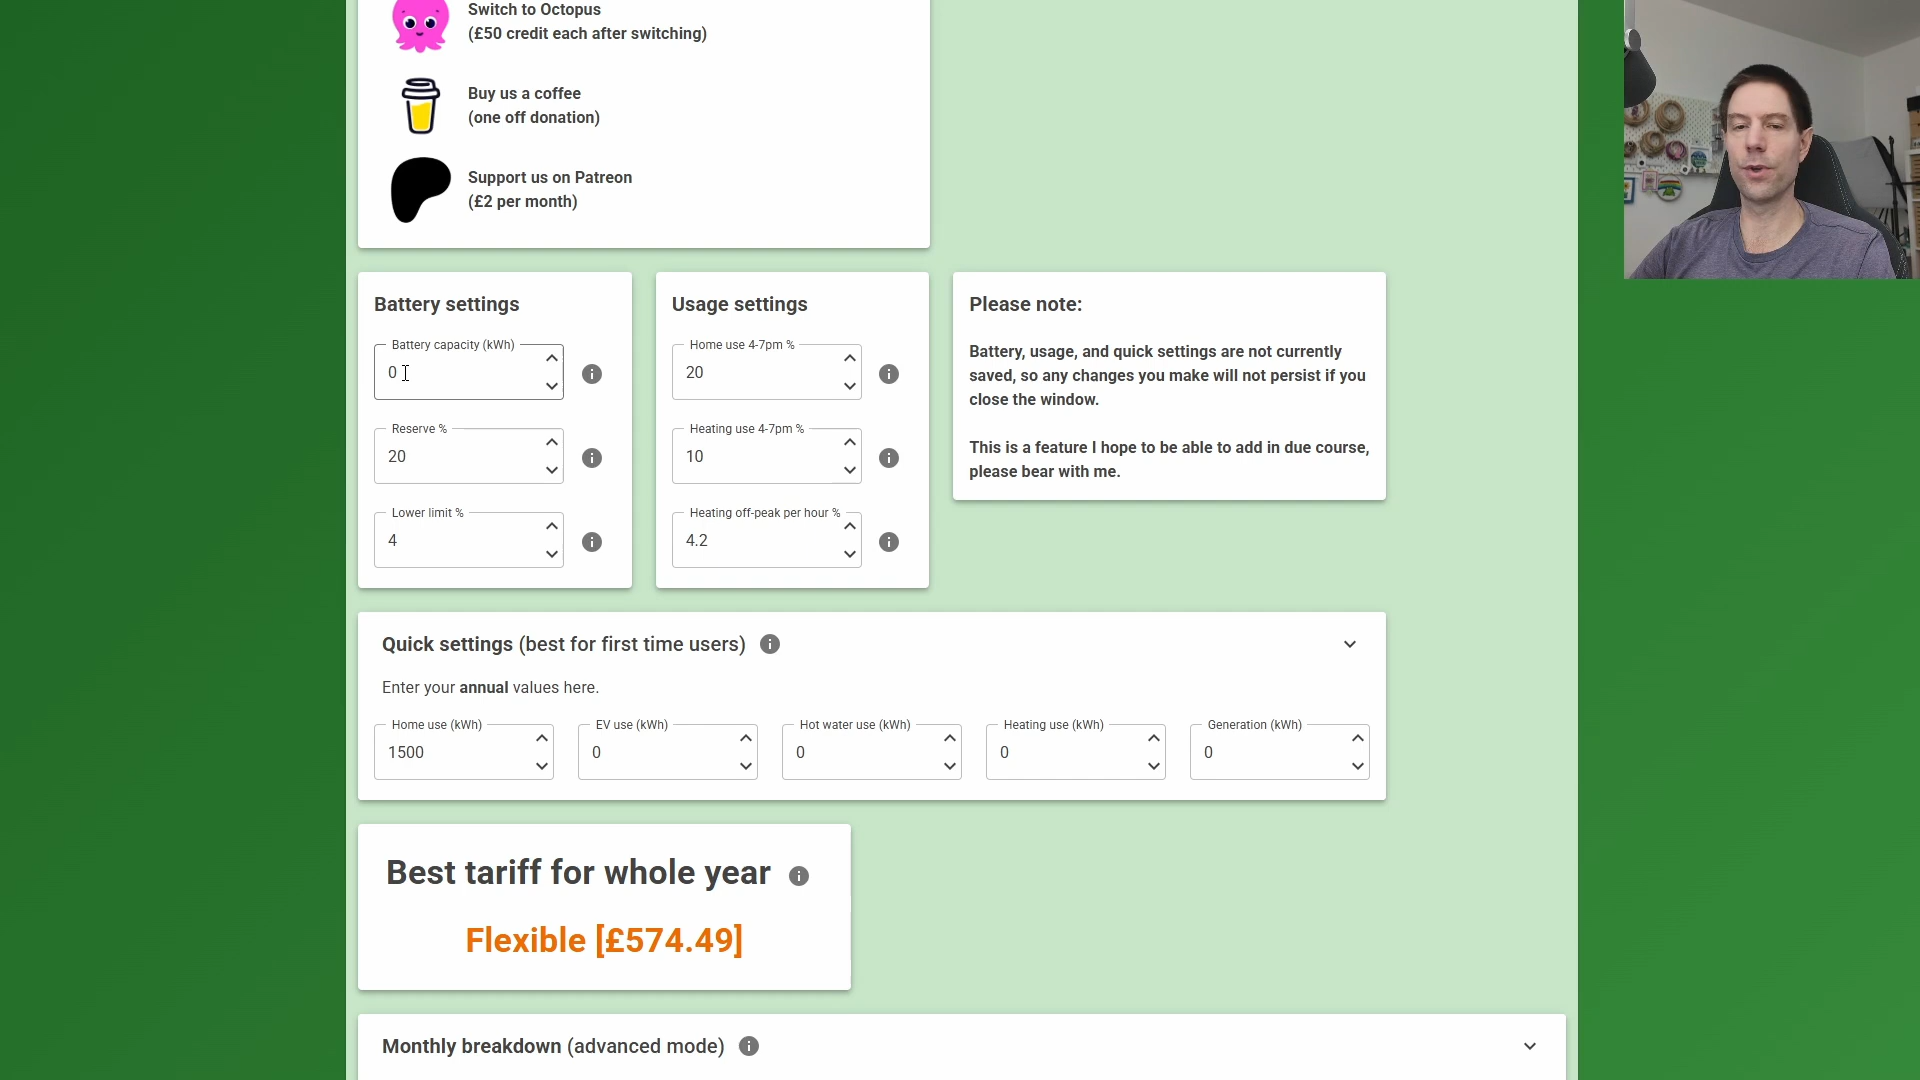 Switch to Octopus
(£50 credit each after switching)
Buy us a coffee
(one off donation)
Support us on Patreon
(£2 per month)
Battery settings
Battery capacity (kWh)
0
Reserve %
20
Lower limit %
4
Usage settings
Home use 4-7pm %
20
Heating use 4-7pm %
10
Heating off-peak per hour %
4.2
Please note:
Battery, usage, and quick settings are not currently
saved, so any changes you make will not persist if you
close the window.
This is a feature I hope to be able to add in due course,
please bear with me.
Quick settings (best for first time users)
Enter your annual values here.
Home use (kWh)
1500
EV use (kWh)
0
Hot water use (kWh)
0
Heating use (kWh)
0
Generation (kWh)
0
Best tariff for whole year
Flexible [£574.49]
Monthly breakdown (advanced mode)